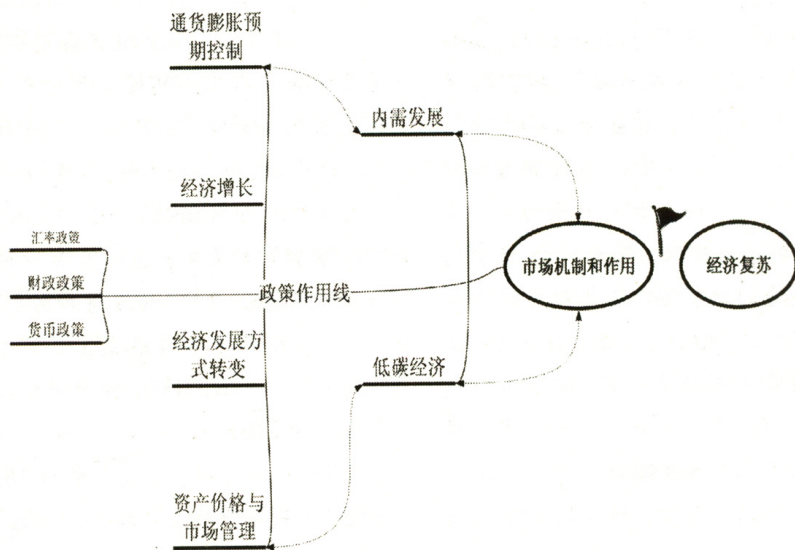 通货膨胀预
期控制
内需发展
经济增长
汇率政策
财政政策
货币政策
政策作用线
市场机制和作用
经济复苏
经济发展方
式转变
低碳经济
资产价格与
市场管理